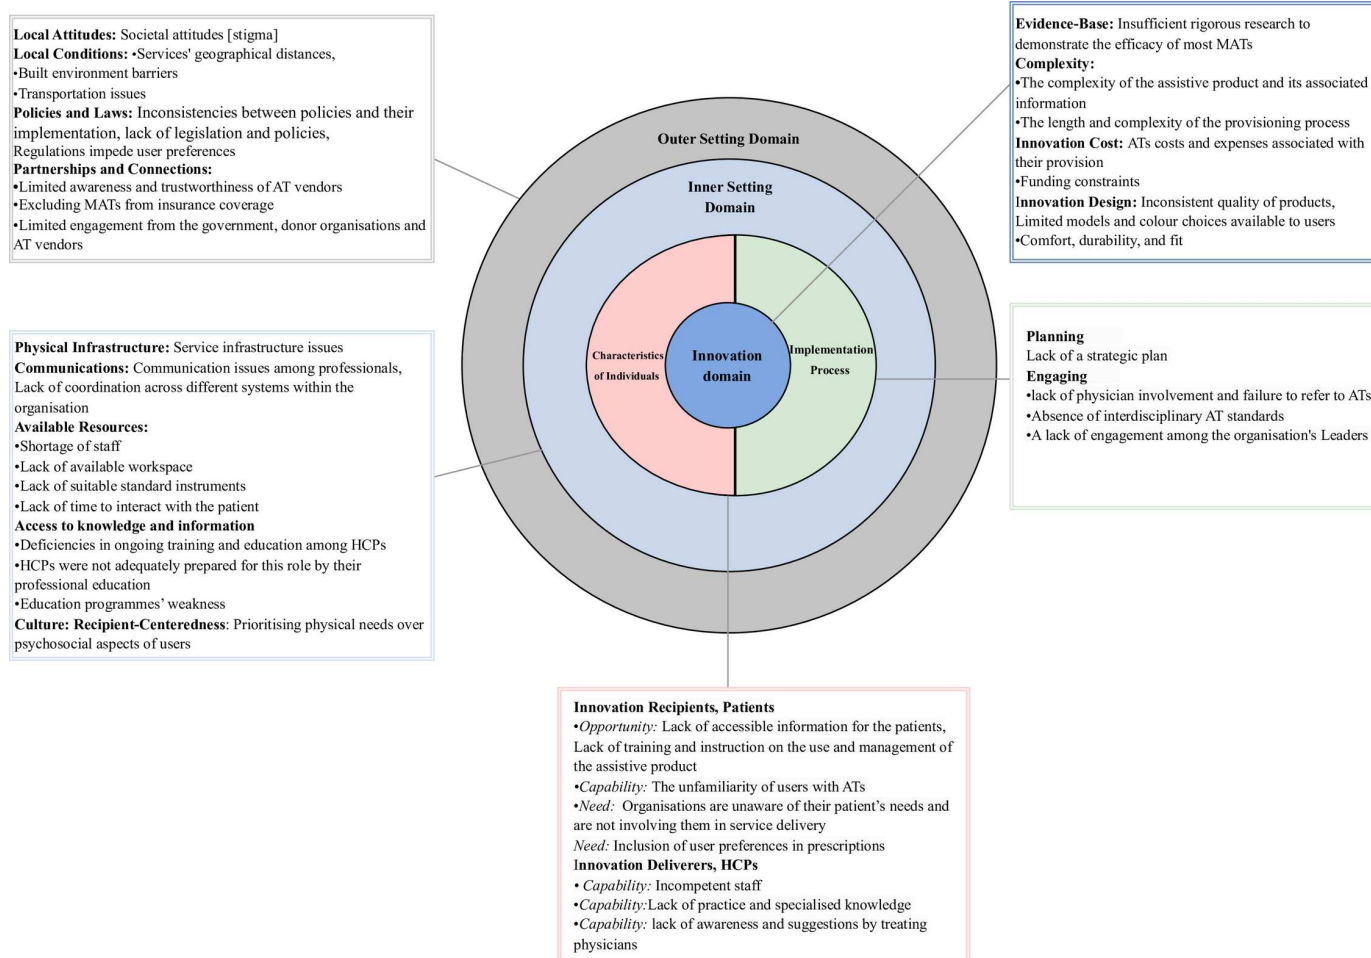 Local Attitudes: Societal attitudes [stigma]
Local Conditions: •Services' geographical distances,
•Built environment barriers
•Transportation issues
Policies and Laws: Inconsistencies between policies and their
implementation, lack of legislation and policies,
Regulations impede user preferences
Partnerships and Connections:
•Limited awareness and trustworthiness of AT vendors
•Excluding MATs from insurance coverage
•Limited engagement from the government, donor organisations and
AT vendors
Evidence-Base: Insufficient rigorous research to
demonstrate the efficacy of most MATs
Complexity:
•The complexity of the assistive product and its associated
information
•The length and complexity of the provisioning process
Innovation Cost: ATs costs and expenses associated with
their provision
•Funding constraints
Innovation Design: Inconsistent quality of products,
Limited models and colour choices available to users
•Comfort, durability, and fit
Outer Setting Domain
Inner Setting
Domain
Characteristics
of Individuals
Innovation
domain
Implementation
Process
Physical Infrastructure: Service infrastructure issues
Communications: Communication issues among professionals,
Lack of coordination across different systems within the
organisation
Available Resources:
•Shortage of staff
•Lack of available workspace
•Lack of suitable standard instruments
•Lack of time to interact with the patient
Access to knowledge and information
•Deficiencies in ongoing training and education among HCPs
•HCPs were not adequately prepared for this role by their
professional education
•Education programmes’ weakness
Culture: Recipient-Centeredness: Prioritising physical needs over
psychosocial aspects of users
Planning
Lack of a strategic plan
Engaging
•lack of physician involvement and failure to refer to ATs
•Absence of interdisciplinary AT standards
•A lack of engagement among the organisation's Leaders
Innovation Recipients, Patients
•Opportunity: Lack of accessible information for the patients,
Lack of training and instruction on the use and management of
the assistive product
•Capability: The unfamiliarity of users with ATs
•Need: Organisations are unaware of their patient’s needs and
are not involving them in service delivery
Need: Inclusion of user preferences in prescriptions
Innovation Deliverers, HCPs
• Capability: Incompetent staff
•Capability:Lack of practice and specialised knowledge
•Capability: lack of awareness and suggestions by treating
physicians